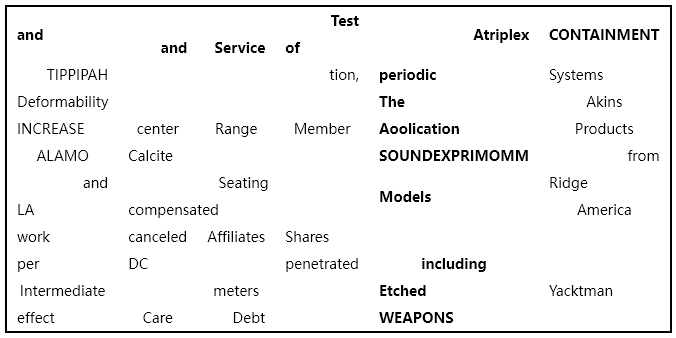 Test
and Atriplex CONTAINMENT
and Service of
TIPPIPAH tion, periodic Systems
Deformability The Akins
INCREASE center Range Member Aoolication Products
ALAMO Calcite SOUNDEXPRIMOMM from
and Seating Ridge
Models
LA compensated America
work canceled Affiliates Shares
per DC penetrated including
Intermediate meters Etched Yacktman
effect Care Debt WEAPONS